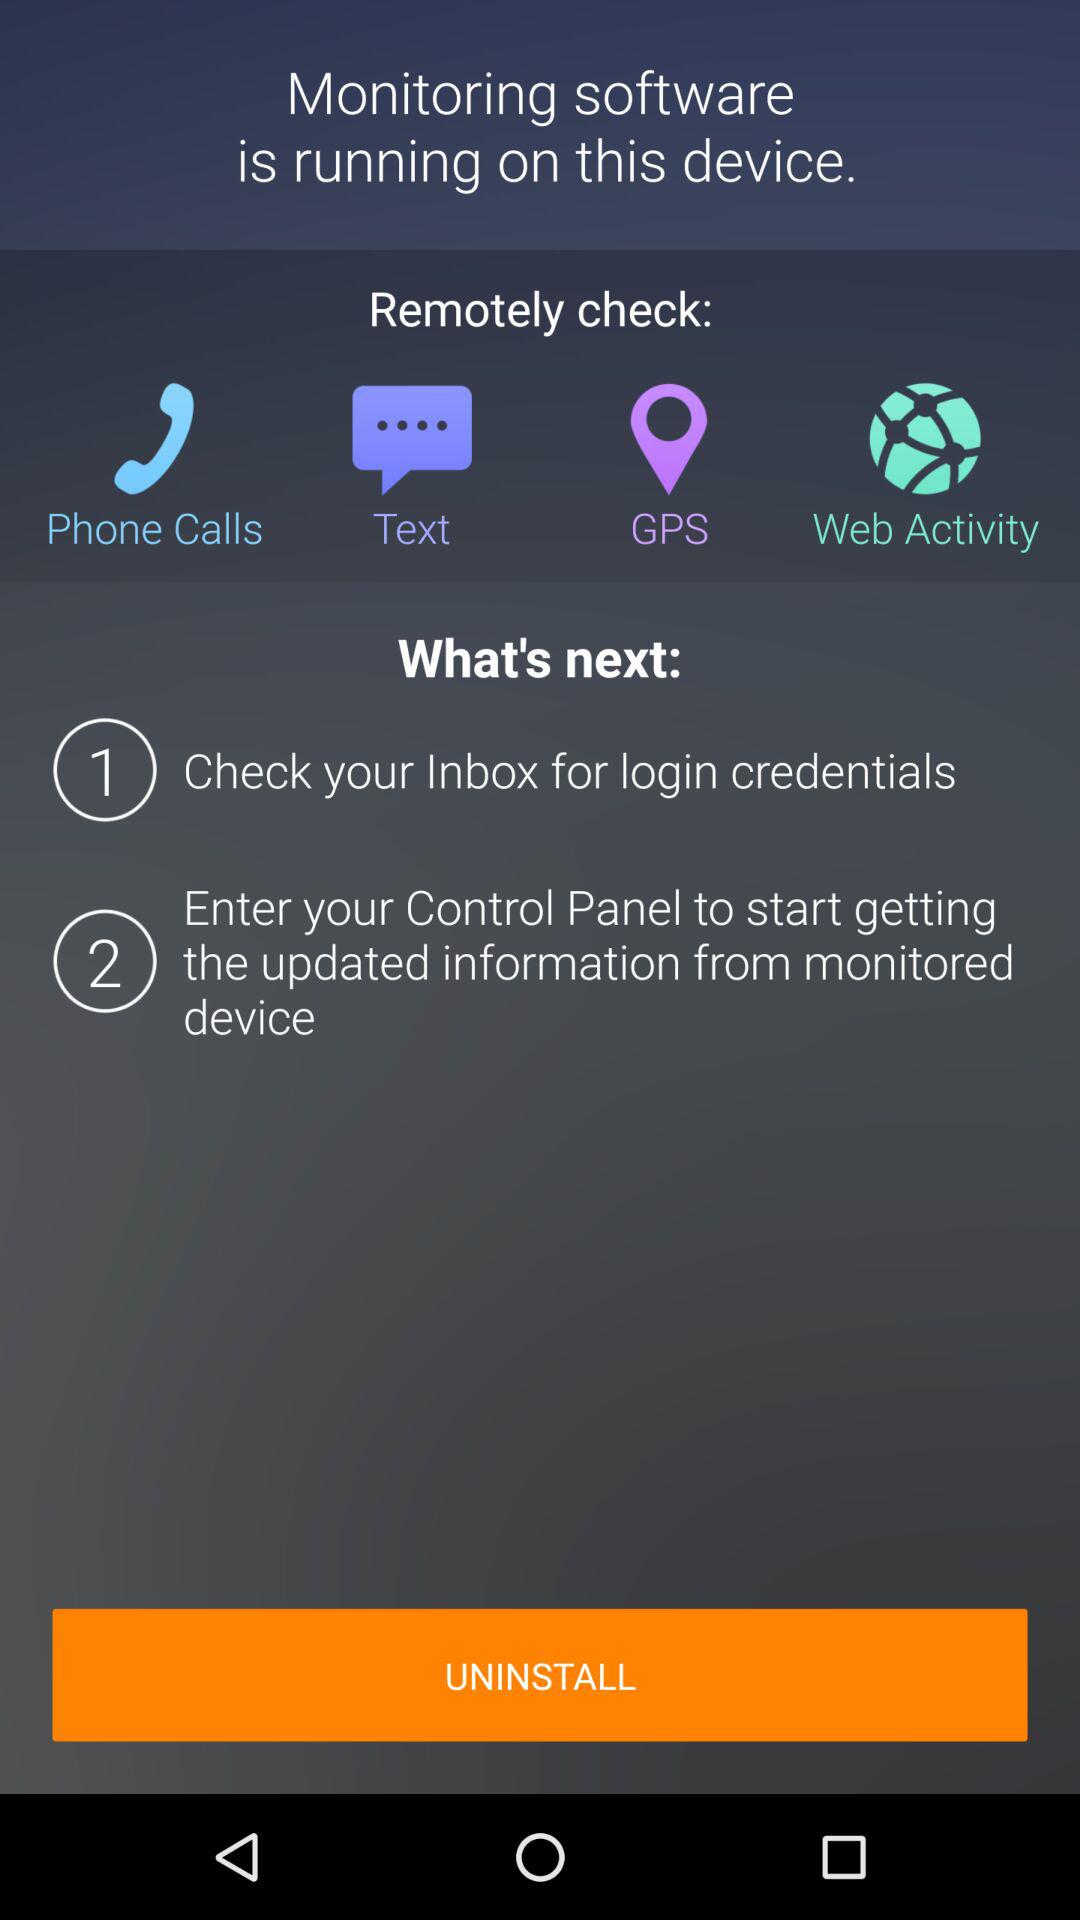 Monitoring software
is running on this device.
Remotely check:
Phone Calls
Text
GPS
Web Activity
What's next:
1
Check your Inbox for login credentials
2
Enter your Control Panel to start getting
the updated information from monitored
device
UNINSTALL